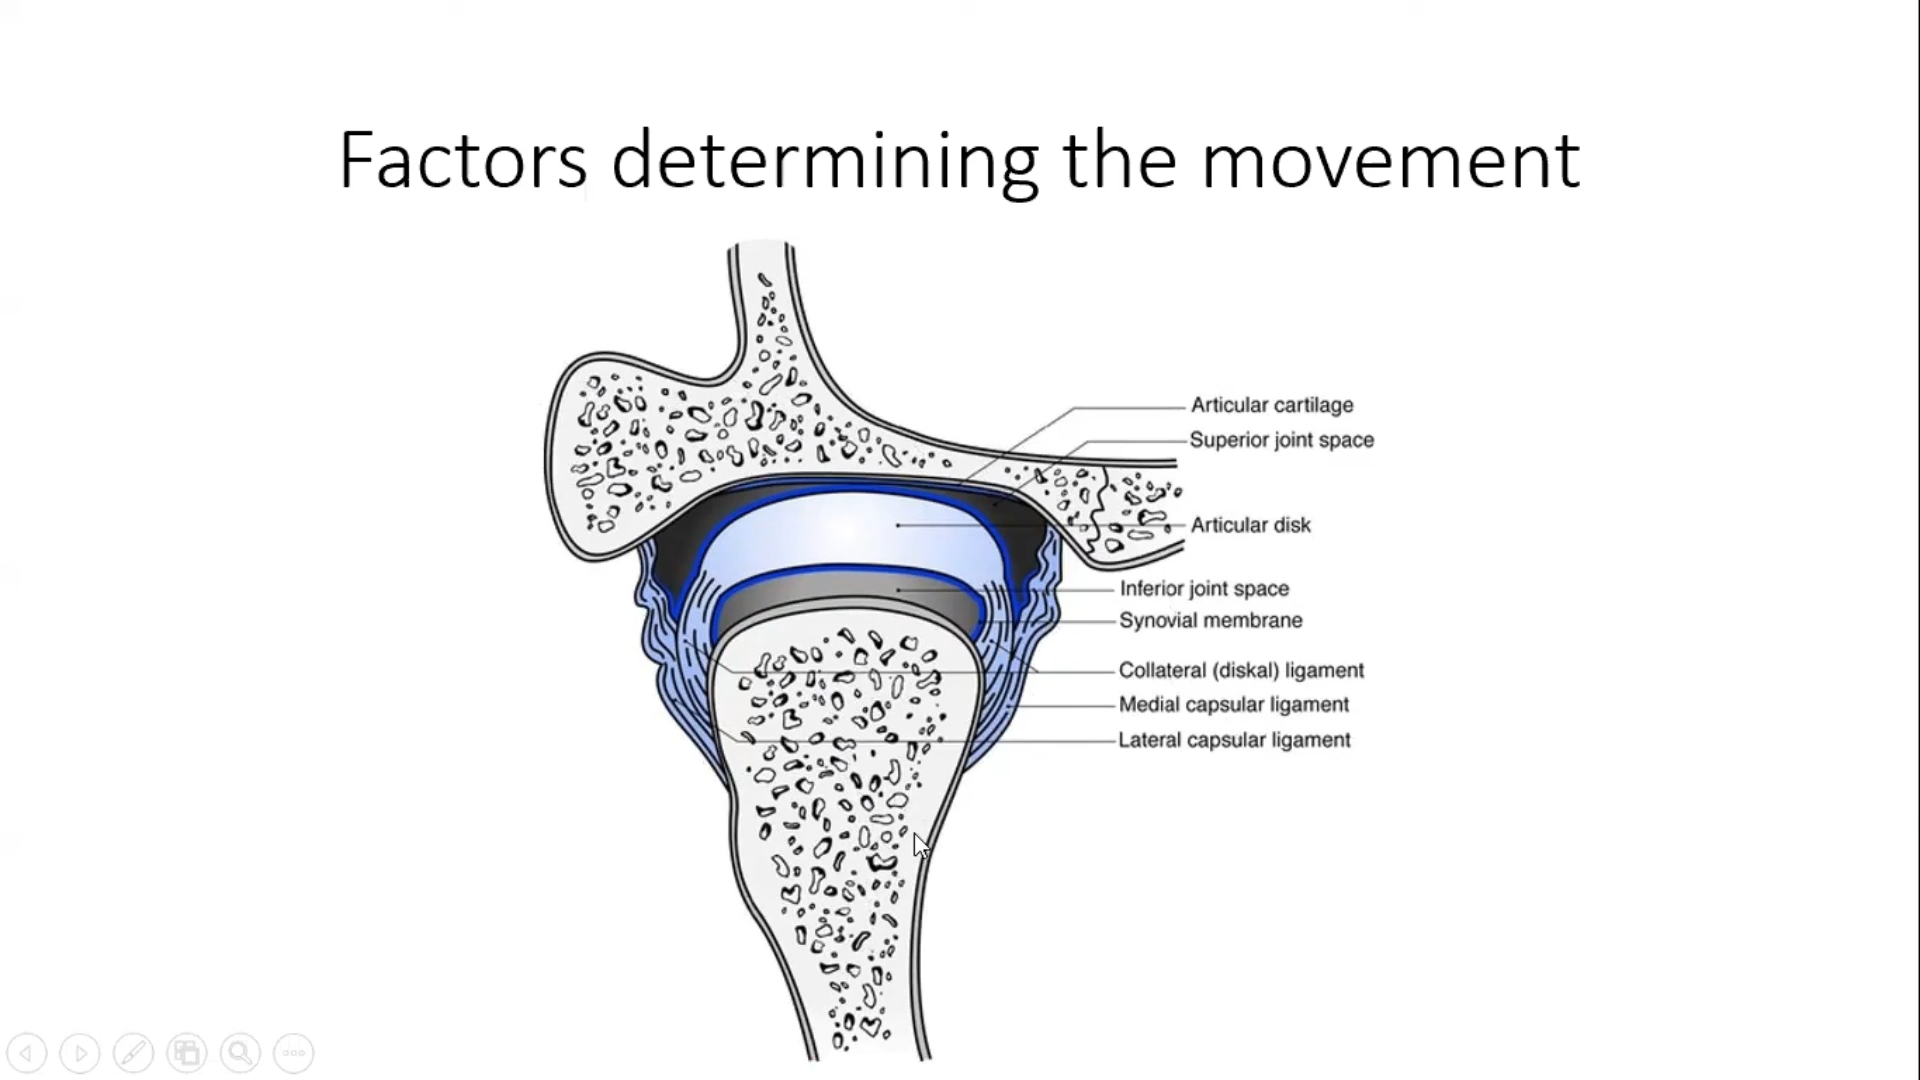 Factors determining the movement
Articular cartilage
Superior joint space
Articular disk
Inferior joint space
Synovial membrane
Collateral (diskal) ligament
Medial capsular ligament
Lateral capsular ligament